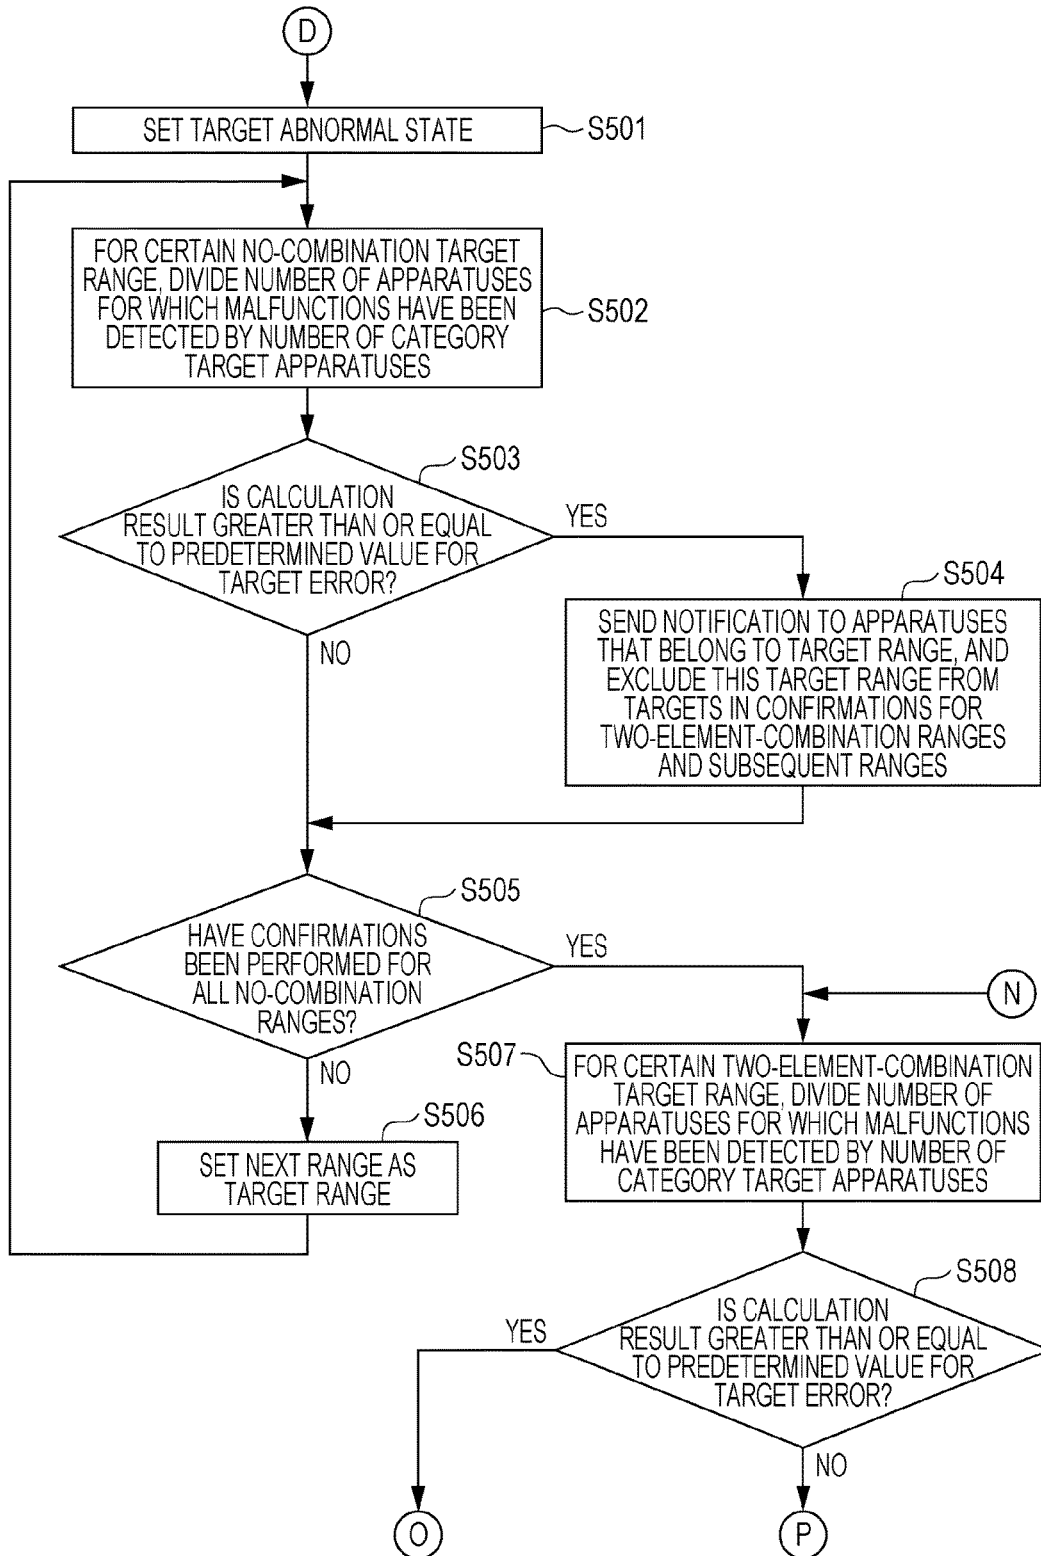 D
SET TARGET ABNORMAL STATE
S501
FOR CERTAIN NO-COMBINATION TARGET
RANGE, DIVIDE NUMBER OF APPARATUSES
FOR WHICH MALFUNCTIONS HAVE BEEN
DETECTED BY NUMBER OF CATEGORY
TARGET APPARATUSES
S502
S503
IS CALCULATION
RESULT GREATER THAN OR EQUAL
TO PREDETERMINED VALUE FOR
TARGET ERROR?
YES
NO
S504
SEND NOTIFICATION TO APPARATUSES
THAT BELONG TO TARGET RANGE, AND
EXCLUDE THIS TARGET RANGE FROM
TARGETS IN CONFIRMATIONS FOR
TWO-ELEMENT-COMBINATION RANGES
AND SUBSEQUENT RANGES
S505
HAVE CONFIRMATIONS
BEEN PERFORMED FOR
ALL NO-COMBINATION
RANGES?
YES
NO
N
S506
SET NEXT RANGE AS
TARGET RANGE
S507
FOR CERTAIN TWO-ELEMENT-COMBINATION
TARGET RANGE, DIVIDE NUMBER OF
APPARATUSES FOR WHICH MALFUNCTIONS
HAVE BEEN DETECTED BY NUMBER OF
CATEGORY TARGET APPARATUSES
S508
IS CALCULATION
RESULT GREATER THAN OR EQUAL
TO PREDETERMINED VALUE FOR
TARGET ERROR?
YES
NO
O
P